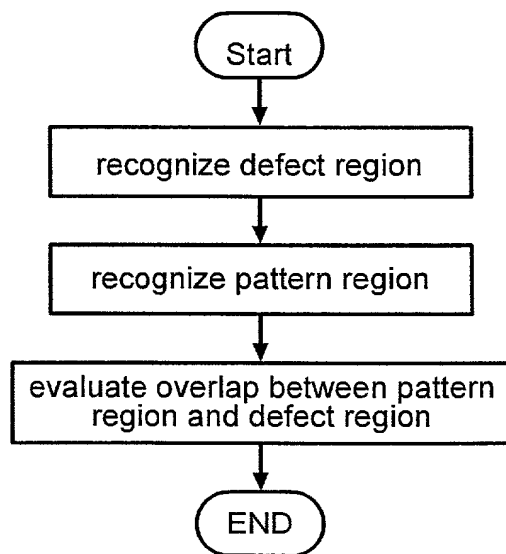 Start
recognize defect region
recognize pattern region
evaluate overlap between pattern
region and defect region
END